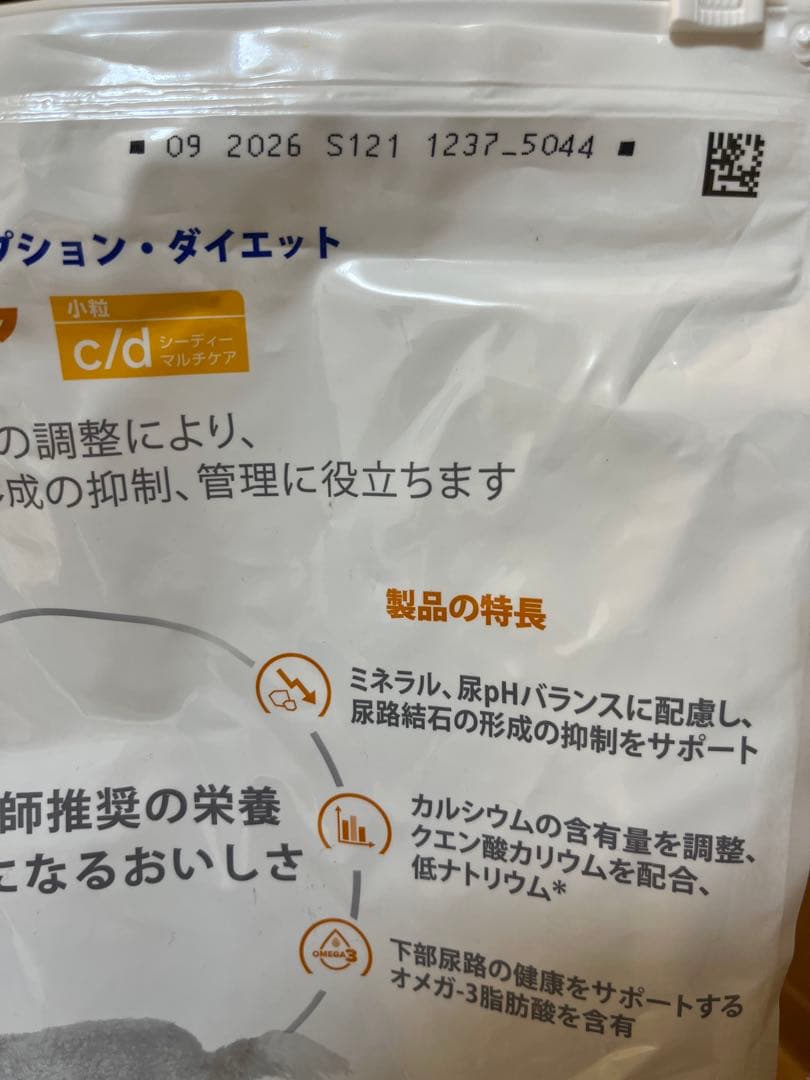 09 2026 S121 1237_5044
プション・ダイエット
小粒
c/d シーディー
マルチケア
の調整により、
成の抑制、管理に役立ちます
製品の特長
ミネラル、尿pHバランスに配慮し、
尿路結石の形成の抑制をサポート
師推奨の栄養
になるおいしさ
カルシウムの含有量を調整、
クエン酸カリウムを配合、
低ナトリウム*
OMEGA3
下部尿路の健康をサポートする
オメガ-3脂肪酸を含有